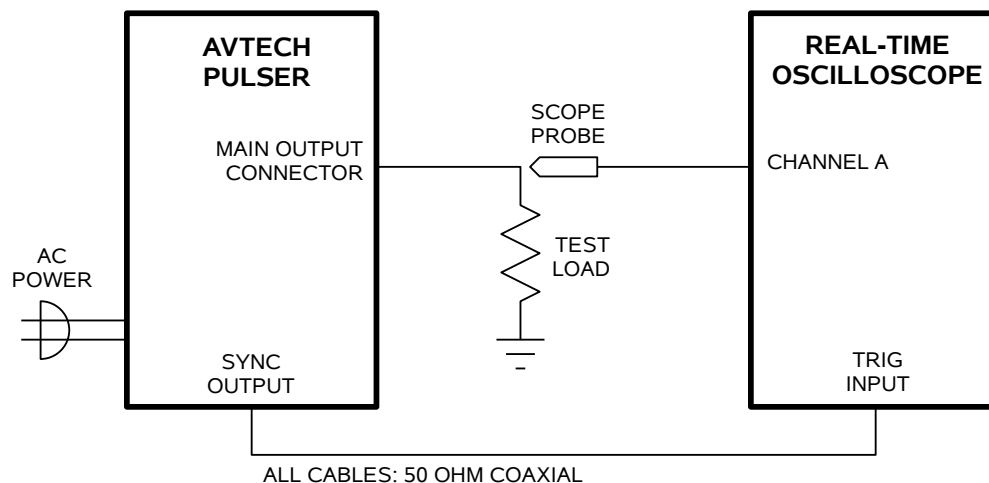 AVTECH
PULSER
REAL-TIME
OSCILLOSCOPE
SCOPE
PROBE
MAIN OUTPUT
CONNECTOR
CHANNEL A
TEST
LOAD
AC
POWER
SYNC
OUTPUT
TRIG
INPUT
ALL CABLES: 50 OHM COAXIAL